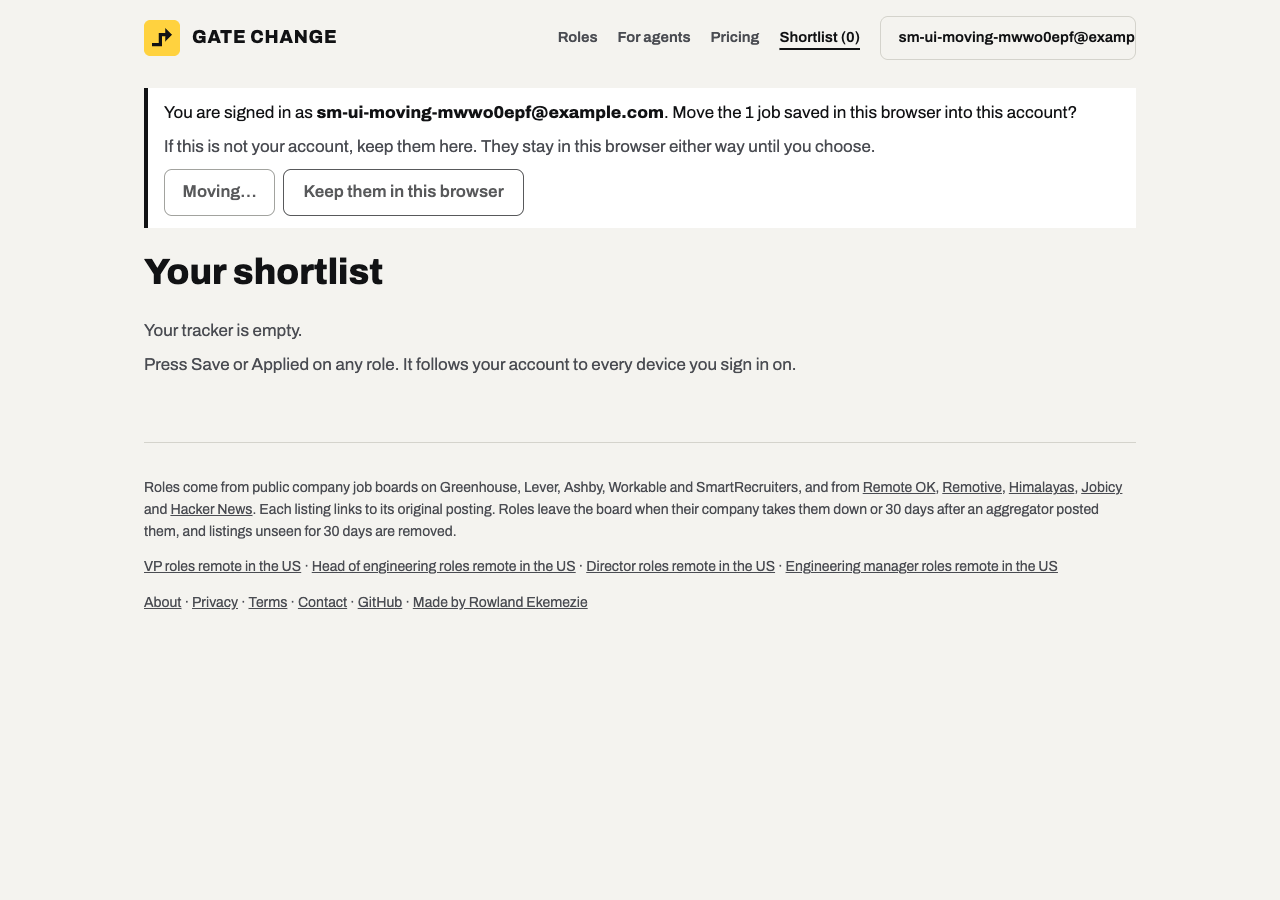 GATE CHANGE
Roles
For agents
Pricing
Shortlist (0)
sm-ui-moving-mwwo0epf@examp
You are signed in as sm-ui-moving-mwwo0epf@example.com. Move the 1 job saved in this browser into this account?
If this is not your account, keep them here. They stay in this browser either way until you choose.
Moving…
Keep them in this browser
Your shortlist
Your tracker is empty.
Press Save or Applied on any role. It follows your account to every device you sign in on.
Roles come from public company job boards on Greenhouse, Lever, Ashby, Workable and SmartRecruiters, and from Remote OK, Remotive, Himalayas, Jobicy
and Hacker News. Each listing links to its original posting. Roles leave the board when their company takes them down or 30 days after an aggregator posted
them, and listings unseen for 30 days are removed.
VP roles remote in the US · Head of engineering roles remote in the US · Director roles remote in the US · Engineering manager roles remote in the US
About · Privacy · Terms · Contact · GitHub · Made by Rowland Ekemezie